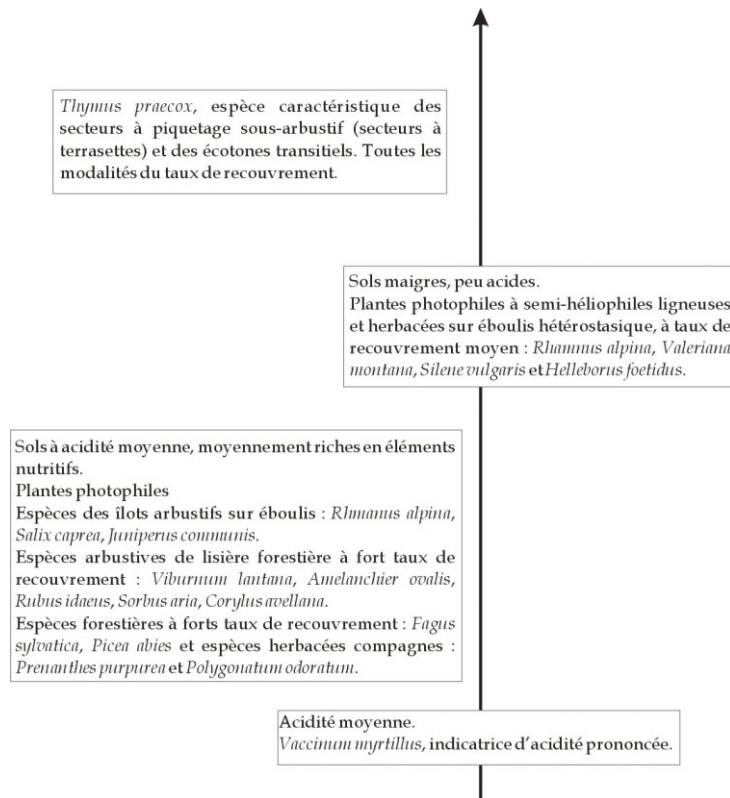 Thymus praecox, espèce caractéristique des
secteurs à piquetage sous-arbustif (secteurs à
terrasettes) et des écotones transitiels. Toutes les
modalités du taux de recouvrement.
Sols maigres, peu acides.
Plantes photophiles à semi-héliophiles ligneuses
et herbacées sur éboulis hétérostasique, à taux de
recouvrement moyen : Rhamnus alpina, Valeriana
montana, Silene vulgaris et Helleborus foetidus.
Sols à acidité moyenne, moyennement riches en éléments
nutritifs.
Plantes photophiles
Espèces des îlots arbustifs sur éboulis : Rhmanus alpina,
Salix caprea, Juniperus communis.
Espèces arbustives de lisière forestière à fort taux de
recouvrement : Viburnum lantana, Amelanchier ovalis,
Rubus idaeus, Sorbus aria, Corylus avellana.
Espèces forestières à forts taux de recouvrement : Fagus
sylvatica, Picea abies et espèces herbacées compagnes :
Prenanthes purpurea et Polygonatum odoratum.
Acidité moyenne.
Vaccinum myrtillus, indicatrice d'acidité prononcée.